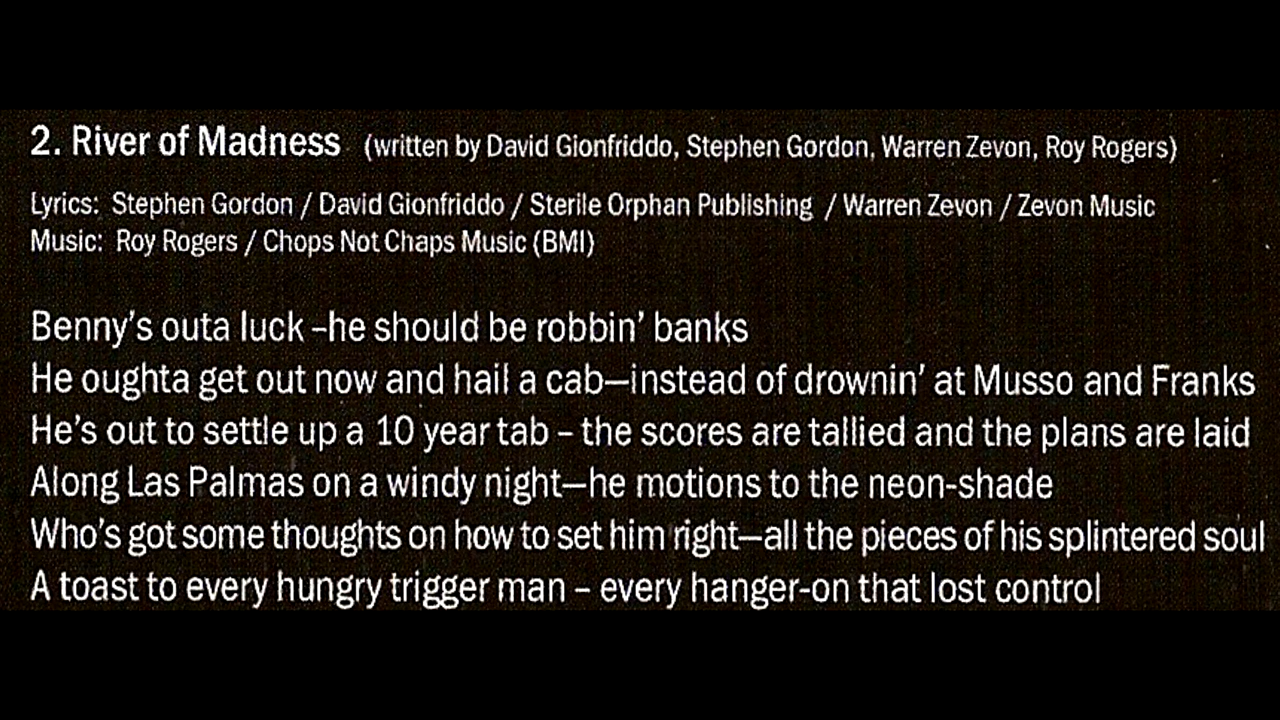 2. River of Madness (written by David Gionfriddo, Stephen Gordon, Warren Zevon, Roy Rogers)
Lyrics: Stephen Gordon / David Gionfriddo / Sterile Orphan Publishing / Warren Zevon / Zevon Music
Music: Roy Rogers / Chops Not Chaps Music (BMI)
Benny's outa luck –he should be robbin' banks
He oughta get out now and hail a cab—instead of drownin' at Musso and Franks
He's out to settle up a 10 year tab – the scores are tallied and the plans are laid
Along Las Palmas on a windy night—he motions to the neon-shade
Who's got some thoughts on how to set him right—all the pieces of his splintered soul
A toast to every hungry trigger man – every hanger-on that lost control